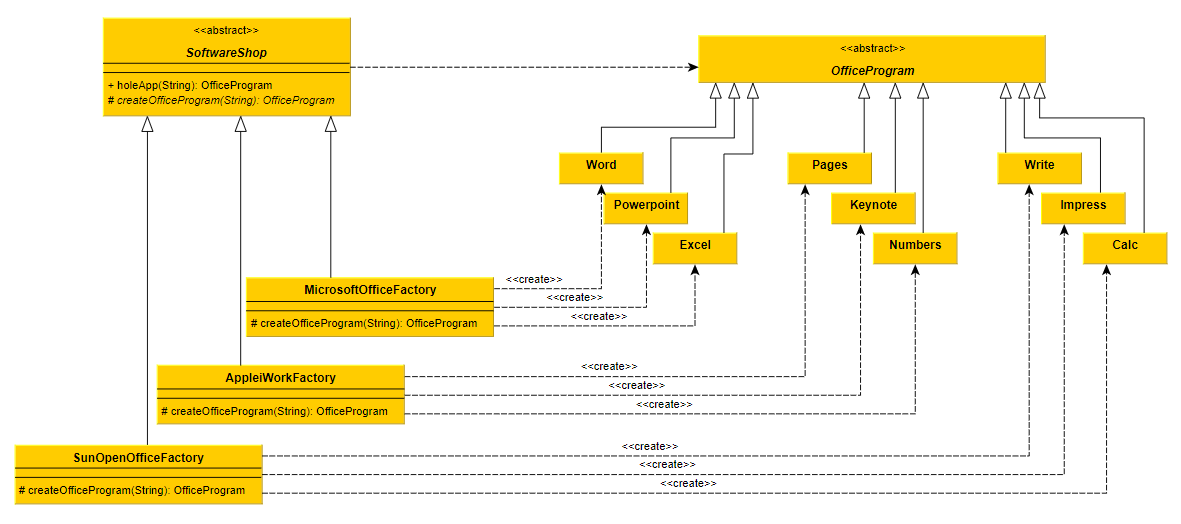 <<abstract>>
SoftwareShop
+ holeApp(String): OfficeProgram
# createOfficeProgram(String): OfficeProgram
<<abstract>>
OfficeProgram
Word
Pages
Write
Powerpoint
Keynote
Impress
Excel
Numbers
Calc
<<create>>
MicrosoftOfficeFactory
<<create>>
<<create>>
# createOfficeProgram(String): OfficeProgram
<<create>>
AppleiWorkFactory
<<create>>
<<create>>
# createOfficeProgram(String): OfficeProgram
<<create>>
SunOpenOfficeFactory
<<create>>
<<create>>
# createOfficeProgram(String): OfficeProgram